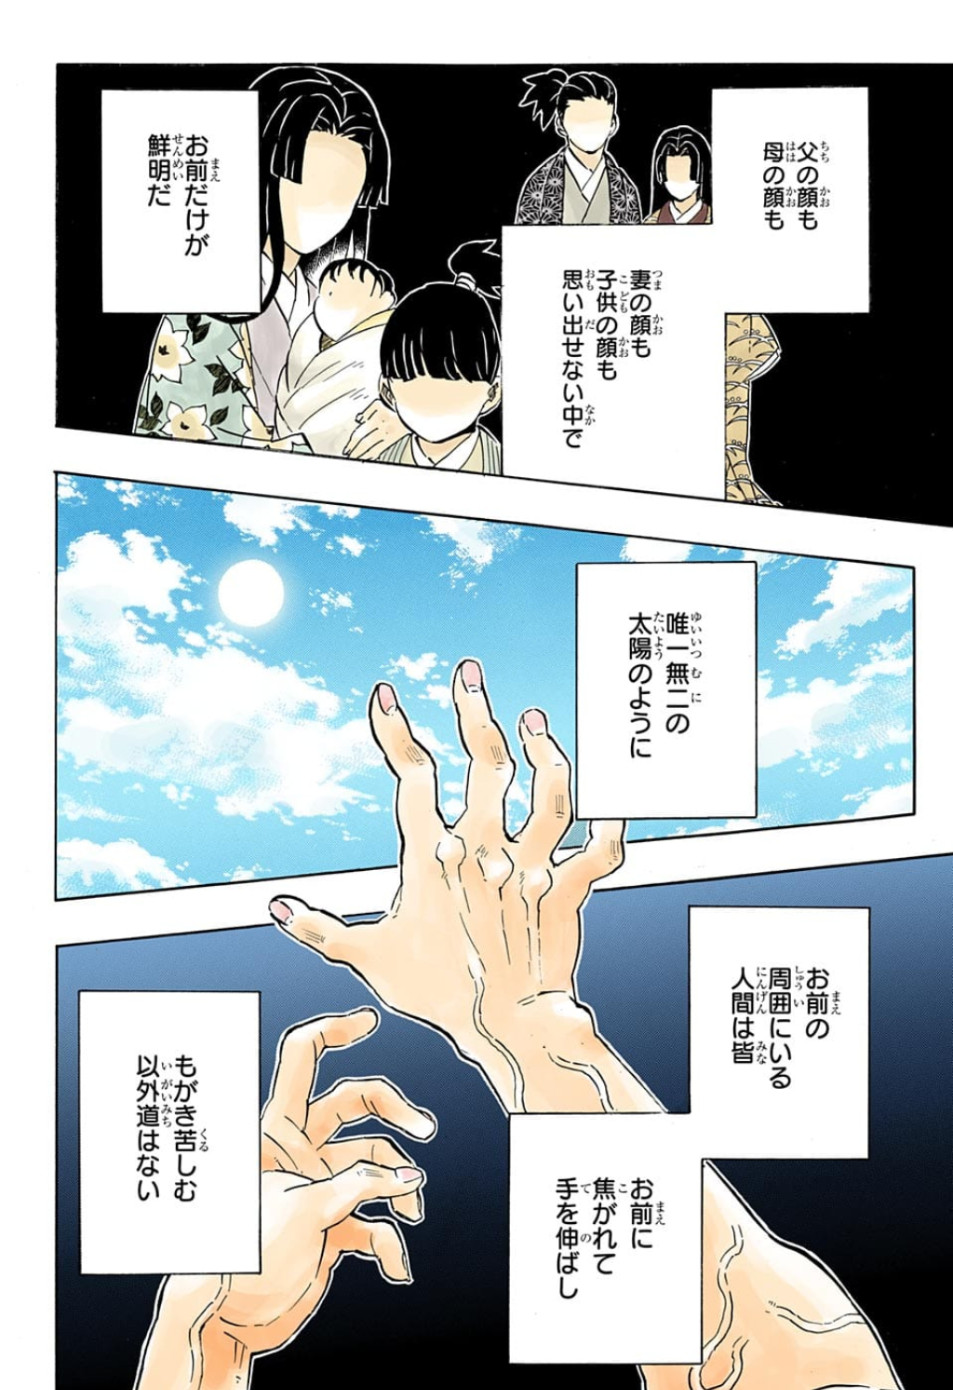 父の顔も
母の顔も
妻の顔も
子供の顔も
思い出せない中で
お前だけが
鮮明だ
唯一無二の
太陽のように
お前の
周囲にいる
人間は皆
お前に
焦がれて
手を伸ばし
もがき苦しむ
以外道はない